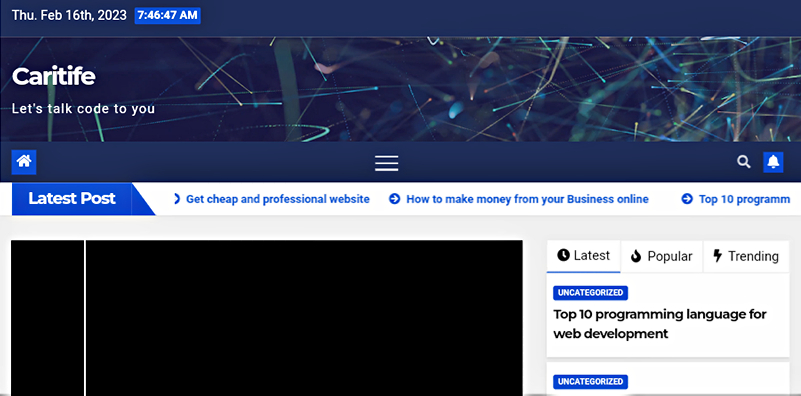 Thu. Feb 16th, 2023 7:46:47 AM
Caritife
Let's talk code to you
Latest Post
Get cheap and professional website
How to make money from your Business online
Top 10 programm
Latest
Popular
Trending
UNCATEGORIZED
Top 10 programming language for
web development
UNCATEGORIZED